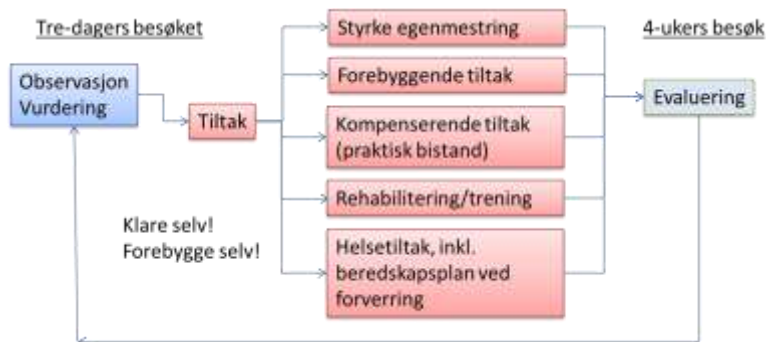 Tre-dagers besøket
4-ukers besøk
Observasjon
Vurdering
Tiltak
Styrke egenmestring
Forebyggende tiltak
Kompenserende tiltak
(praktisk bistand)
Rehabilitering/trening
Helsetiltak, inkl.
beredskapsplan ved
forverring
Evaluering
Klare selv!
Forebygge selv!